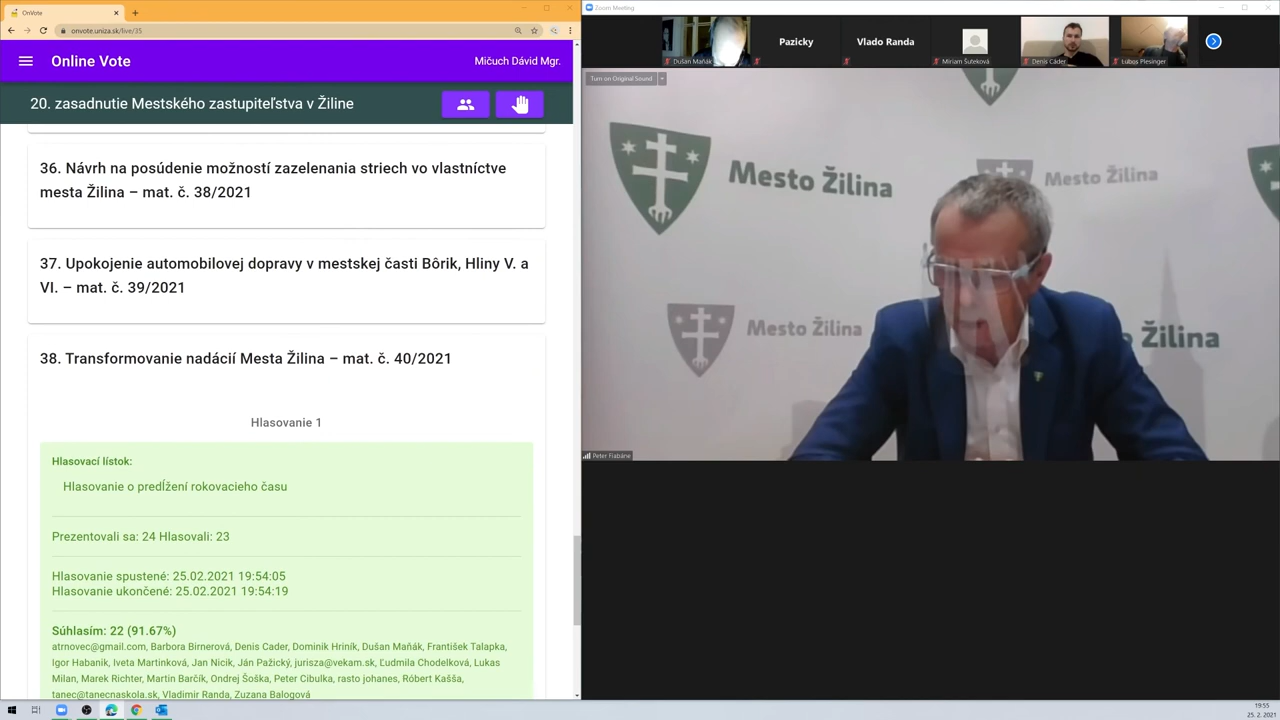 OnVote
onvote.uniza.sk/live/35
Online Vote
Mičuch Dávid Mgr.
20. zasadnutie Mestského zastupiteľstva v Žiline
36. Návrh na posúdenie možností zazelenania striech vo vlastníctve
mesta Žilina – mat. č. 38/2021
37. Upokojenie automobilovej dopravy v mestskej časti Bôrik, Hliny V. a
VI. – mat. č. 39/2021
38. Transformovanie nadácií Mesta Žilina – mat. č. 40/2021
Hlasovanie 1
Hlasovací lístok:
Hlasovanie o predĺžení rokovacieho času
Prezentovali sa: 24 Hlasovali: 23
Hlasovanie spustené: 25.02.2021 19:54:05
Hlasovanie ukončené: 25.02.2021 19:54:19
Súhlasím: 22 (91.67%)
atrnovec@gmail.com, Barbora Birnerová, Denis Cader, Dominik Hriník, Dušan Maňák, František Talapka,
Igor Habanik, Iveta Martinková, Jan Nicik, Ján Pažický, jurisza@vekam.sk, Ľudmila Chodelková, Lukas
Milan, Marek Richter, Martin Barčík, Ondrej Šoška, Peter Cibulka, rasto johanes, Róbert Kašša,
tanec@tanecnaskola.sk, Vladimir Randa, Zuzana Balogová
Zoom Meeting
Dušan Maňák
Pazicky
Vlado Randa
Miriam Šuteková
Denis Cáder
Ľubos Plesinger
Turn on Original Sound
Mesto Žilina
Mesto Žilina
Mesto Žilina
Žilina
Peter Fiabáne
19:55
25. 2. 2021